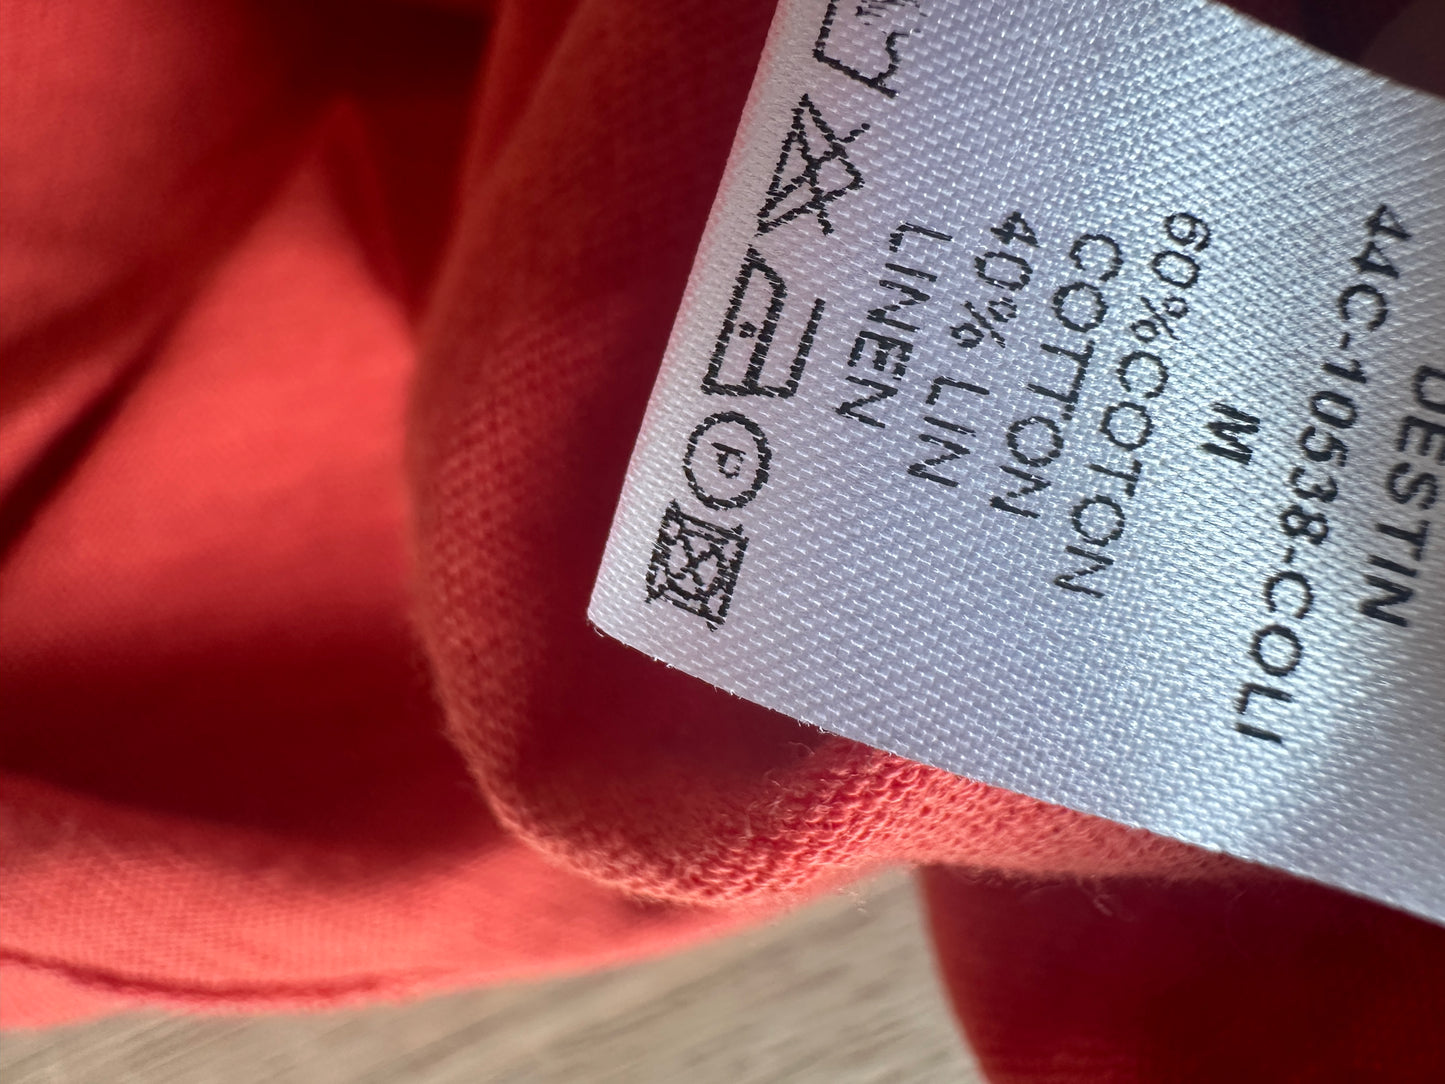 DESTIN
44C-10538-COLI
M
60%COTON
COTTON
40% LIN
LINEN
P